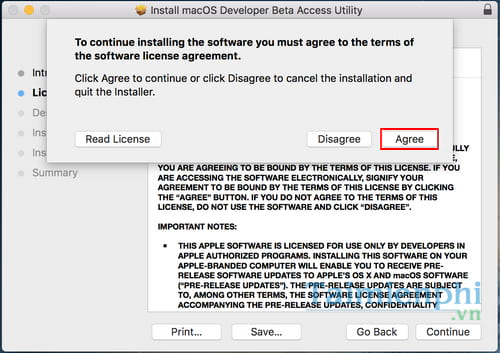 Install macOS Developer Beta Access Utility
To continue installing the software you must agree to the terms of
the software license agreement.
Click Agree to continue or click Disagree to cancel the installation and
quit the Installer.
Read License
Disagree
Agree
Summary
YOU ARE AGREEING TO BE BOUND BY THE TERMS OF THIS LICENSE. IF YOU
ARE ACCESSING THE SOFTWARE ELECTRONICALLY, SIGNIFY YOUR
AGREEMENT TO BE BOUND BY THE TERMS OF THIS LICENSE BY CLICKING
THE "AGREE" BUTTON. IF YOU DO NOT AGREE TO THE TERMS OF THIS
LICENSE, DO NOT USE THE SOFTWARE AND CLICK “DISAGREE”.
IMPORTANT NOTES:
THIS APPLE SOFTWARE IS LICENSED FOR USE ONLY BY DEVELOPERS IN
APPLE AUTHORIZED PROGRAMS. INSTALLING THIS SOFTWARE ON YOUR
APPLE-BRANDED COMPUTER WILL ENABLE YOU TO RECEIVE PRE-
RELEASE SOFTWARE UPDATES TO APPLE'S OS X AND macOS SOFTWARE
("PRE-RELEASE UPDATES"). THE PRE-RELEASE UPDATES ARE SUBJECT
TO, AMONG OTHER TERMS, THE SOFTWARE LICENSE AGREEMENT
ACCOMPANYING THE PRE-RELEASE UPDATES, CONFIDENTIALITY
Taimienphi
.vn
Print...
Save...
Go Back
Continue